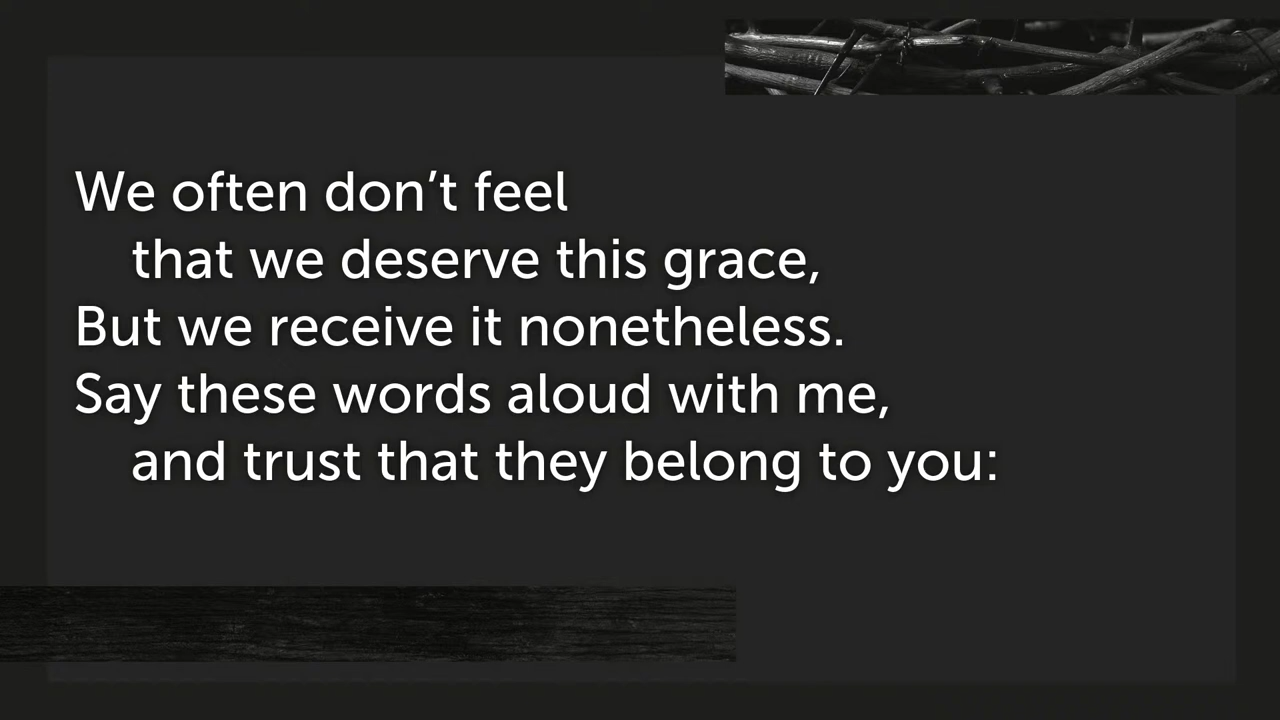 We often don’t feel
that we deserve this grace,
But we receive it nonetheless.
Say these words aloud with me,
and trust that they belong to you: